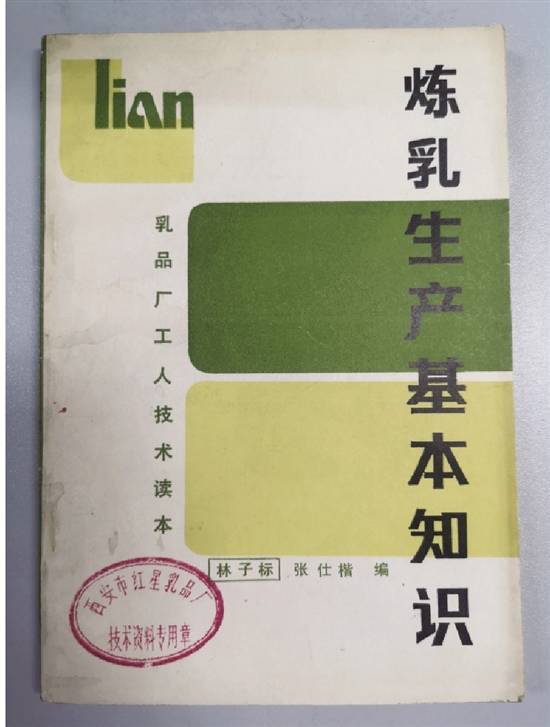 lian
炼乳生产基本知识
乳品厂工人技术读本
林子标 张仕楷 编
西安市红星乳品厂
技术资料专用章